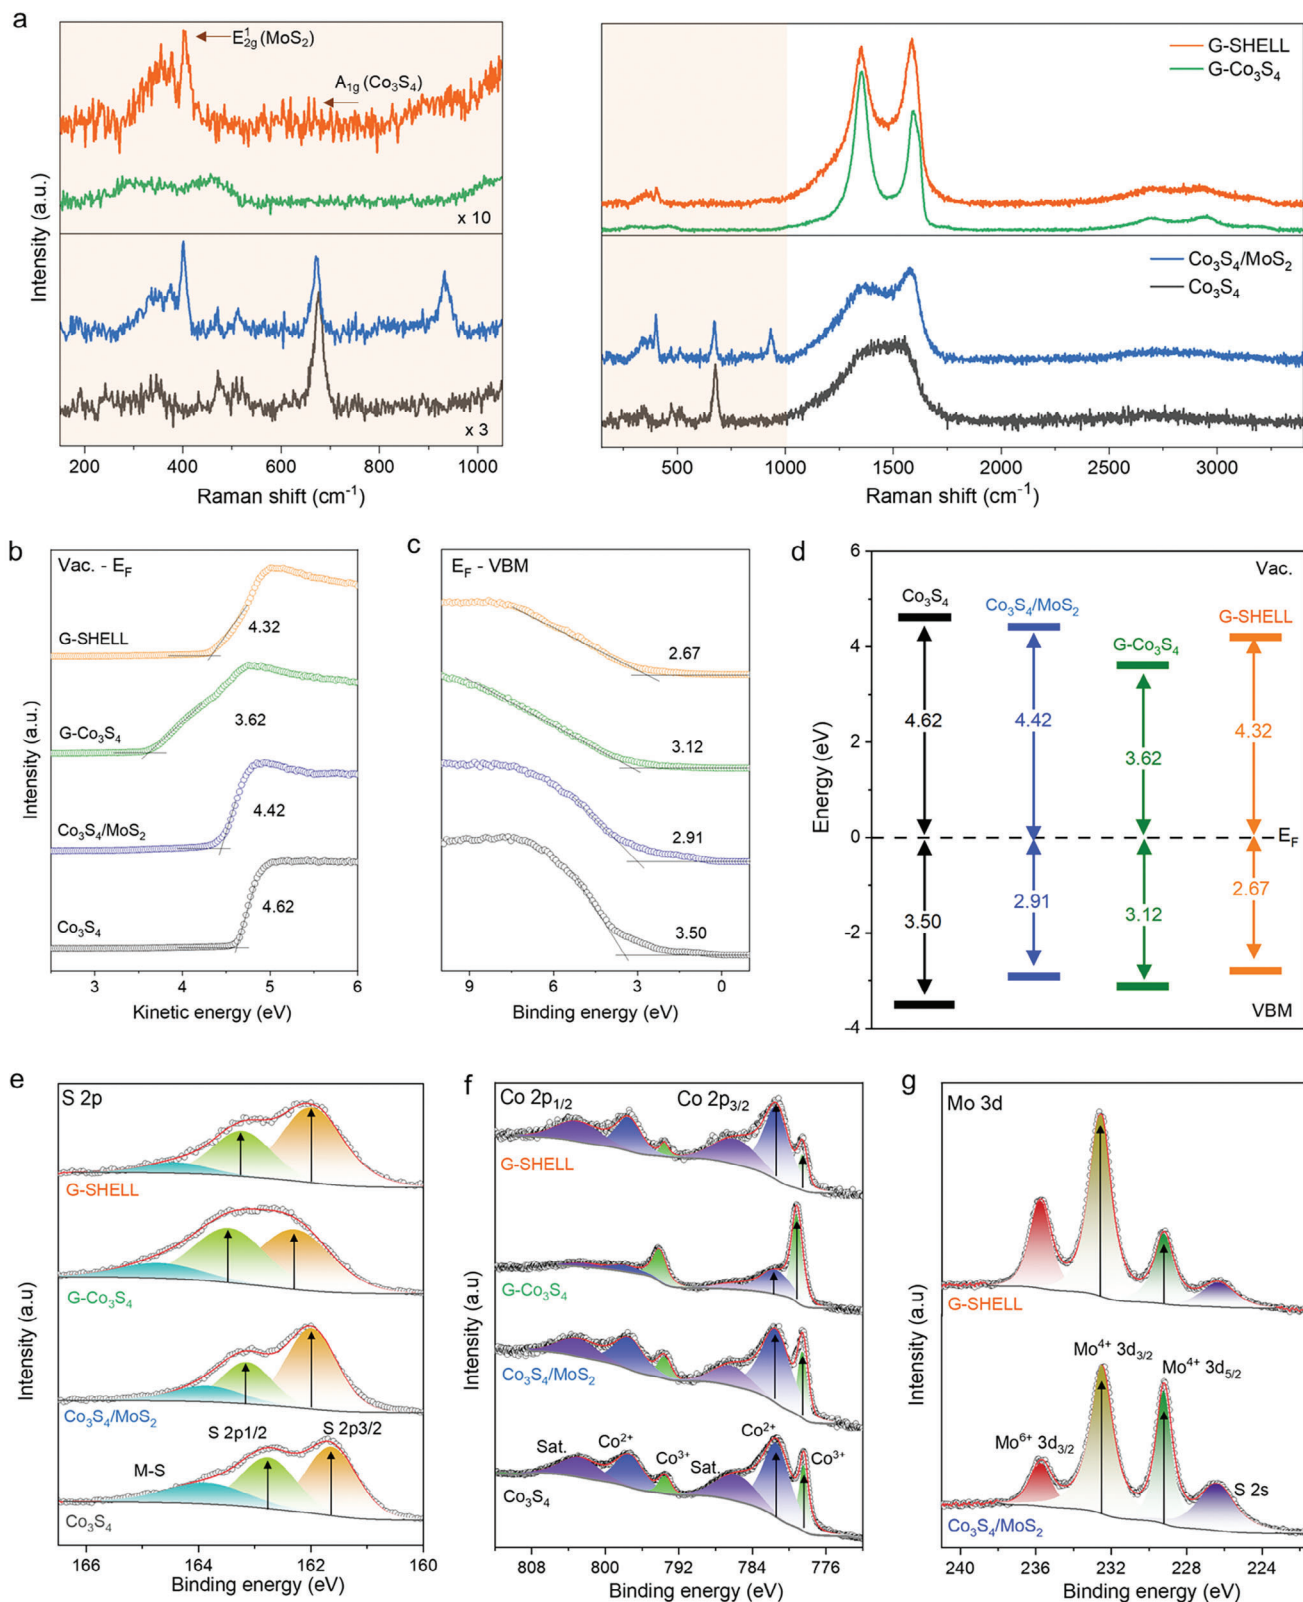 a
E¹₂g (MoS₂)
A₁g (Co₃S₄)
x 10
x 3
Intensity (a.u.)
200 400 600 800 1000
Raman shift (cm⁻¹)
G-SHELL
G-Co₃S₄
Co₃S₄/MoS₂
Co₃S₄
500 1000 1500 2000 2500 3000
Raman shift (cm⁻¹)
b
Vac. - E_F
G-SHELL
4.32
G-Co₃S₄
3.62
Co₃S₄/MoS₂
4.42
Co₃S₄
4.62
Intensity (a.u.)
3 4 5 6
Kinetic energy (eV)
c
E_F - VBM
2.67
3.12
2.91
3.50
9 6 3 0
Binding energy (eV)
d
6
4
2
0
-2
-4
Energy (eV)
Vac.
Co₃S₄
Co₃S₄/MoS₂
G-Co₃S₄
G-SHELL
4.62
4.42
3.62
4.32
E_F
3.50
2.91
3.12
2.67
VBM
e
S 2p
G-SHELL
G-Co₃S₄
Co₃S₄/MoS₂
S 2p1/2
S 2p3/2
M-S
Co₃S₄
Intensity (a.u)
166 164 162 160
Binding energy (eV)
f
Co 2p₁/₂
Co 2p₃/₂
G-SHELL
G-Co₃S₄
Co₃S₄/MoS₂
Sat.
Co²⁺
Co³⁺
Sat.
Co²⁺
Co³⁺
Co₃S₄
Intensity (a.u)
808 800 792 784 776
Binding energy (eV)
g
Mo 3d
G-SHELL
Mo⁴⁺ 3d₃/₂
Mo⁴⁺ 3d₅/₂
Mo⁶⁺ 3d₃/₂
S 2s
Co₃S₄/MoS₂
Intensity (a.u)
240 236 232 228 224
Binding energy (eV)